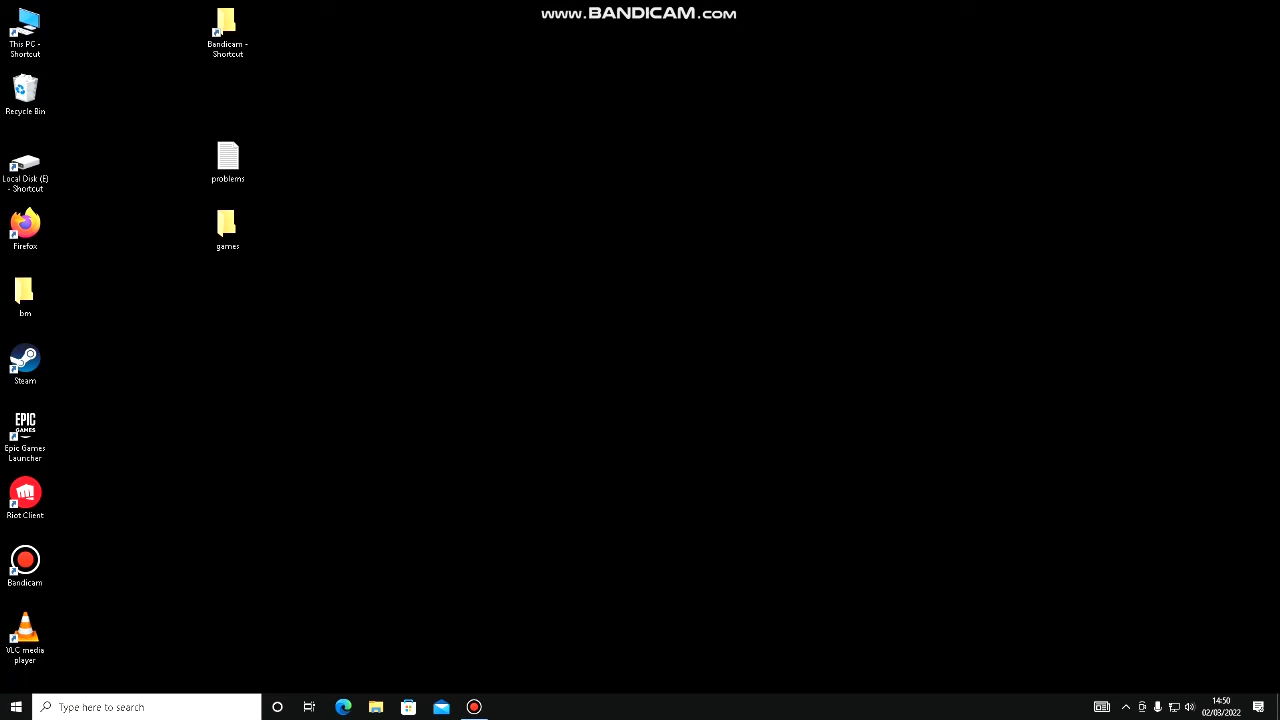 www.BANDICAM.com
This PC -
Shortcut
Bandicam -
Shortcut
Recycle Bin
Local Disk (E)
- Shortcut
problems
Firefox
games
bm
Steam
EPIC
GAMES
Epic Games
Launcher
Riot Client
Bandicam
VLC media
player
Type here to search
14:50
02/03/2022